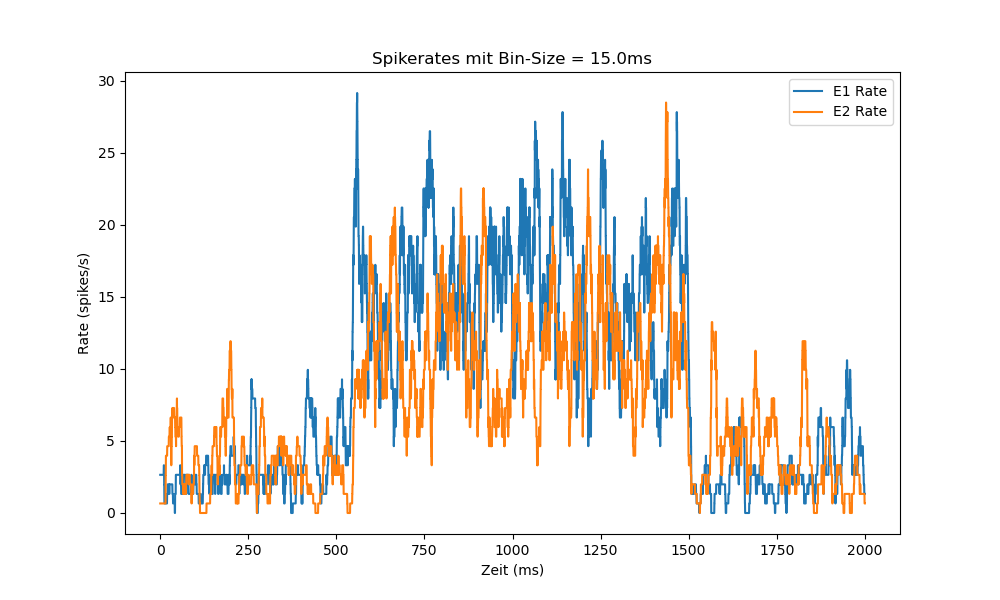 Spikerates mit Bin-Size = 15.0ms
E1 Rate
E2 Rate
30
25
20
15
10
5
0
Rate (spikes/s)
0 250 500 750 1000 1250 1500 1750 2000
Zeit (ms)